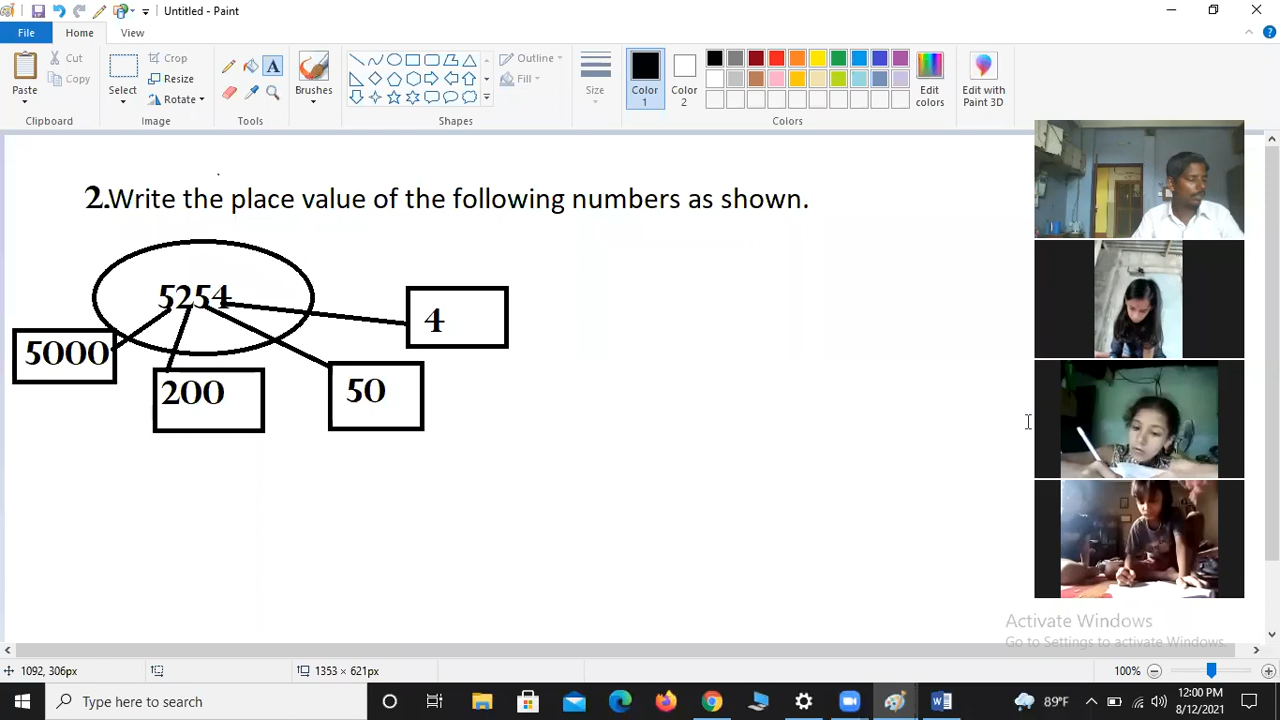 Untitled - Paint
File
Home
View
Paste
Cut
Copy
Clipboard
Select
Crop
Resize
Rotate
Image
A
Tools
Brushes
Shapes
Outline
Fill
Size
Color 1
Color 2
Edit colors
Edit with Paint 3D
Colors
2.Write the place value of the following numbers as shown.
5254
5000
200
50
4
Activate Windows
Go to Settings to activate Windows.
1092, 306px
1353 × 621px
100%
Type here to search
89°F
12:00 PM
8/12/2021